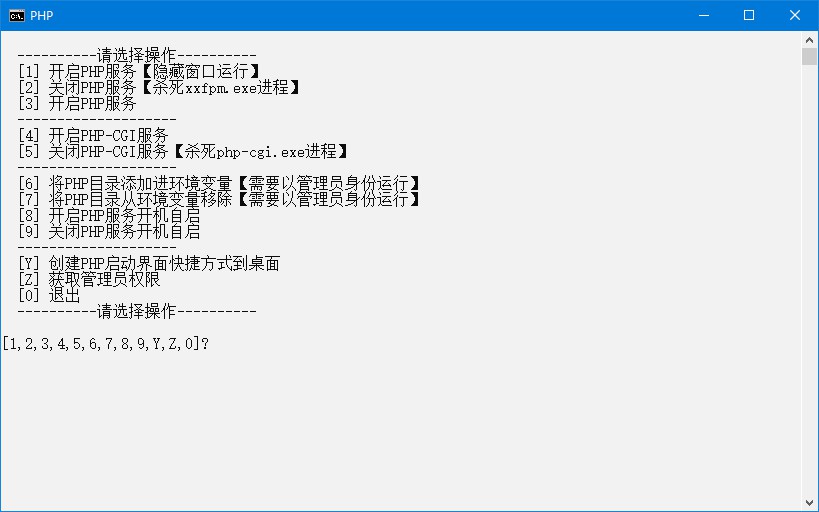 PHP
----------请选择操作----------
[1] 开启PHP服务【隐藏窗口运行】
[2] 关闭PHP服务【杀死xxfpm.exe进程】
[3] 开启PHP服务
--------------------
[4] 开启PHP-CGI服务
[5] 关闭PHP-CGI服务【杀死php-cgi.exe进程】
--------------------
[6] 将PHP目录添加进环境变量【需要以管理员身份运行】
[7] 将PHP目录从环境变量移除【需要以管理员身份运行】
[8] 开启PHP服务开机自启
[9] 关闭PHP服务开机自启
--------------------
[Y] 创建PHP启动界面快捷方式到桌面
[Z] 获取管理员权限
[0] 退出
----------请选择操作----------
[1,2,3,4,5,6,7,8,9,Y,Z,0]?